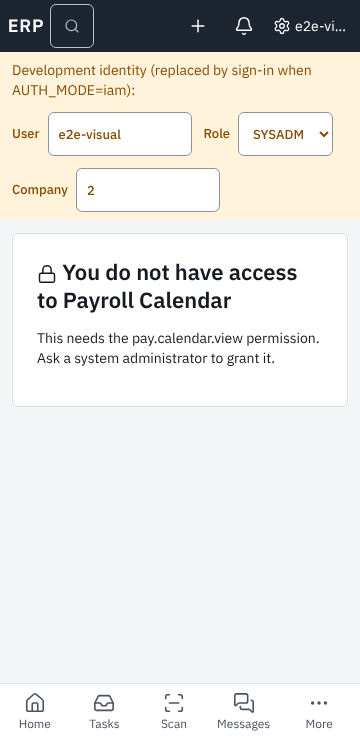 ERP
e2e-vi...
Development identity (replaced by sign-in when
AUTH_MODE=iam):
User e2e-visual Role SYSADM
Company 2
You do not have access
to Payroll Calendar
This needs the pay.calendar.view permission.
Ask a system administrator to grant it.
Home Tasks Scan Messages More